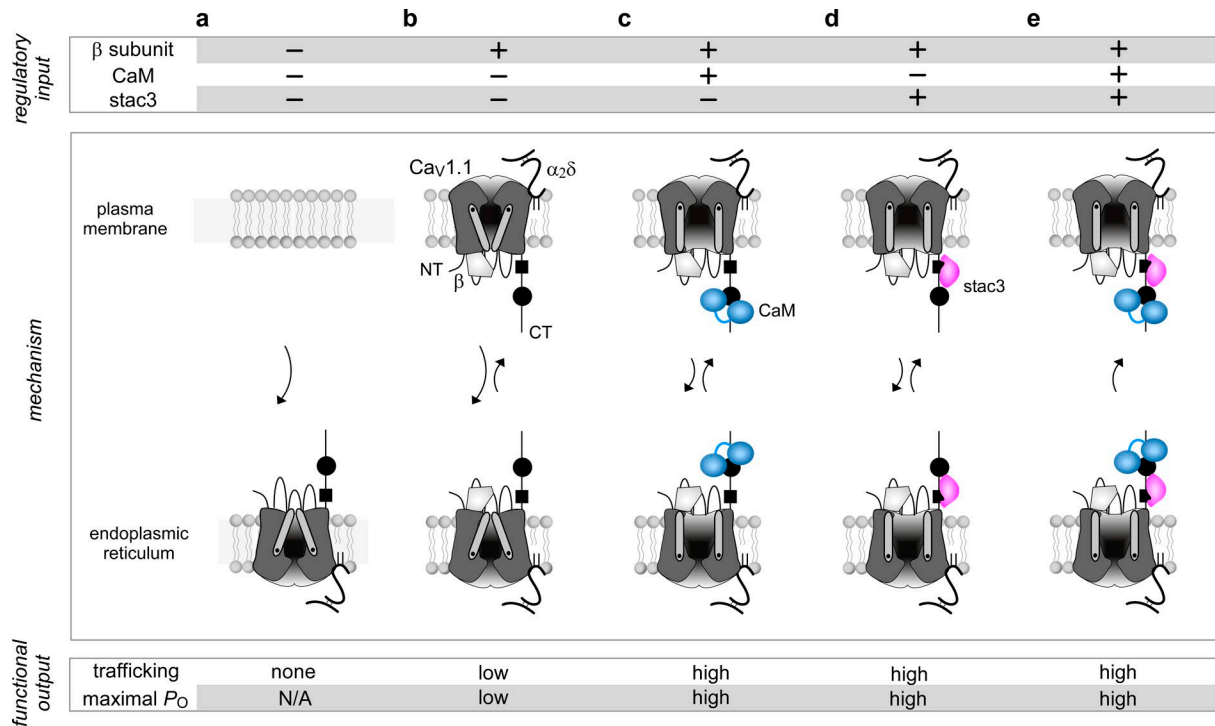 a b c d e
regulatory
input
β subunit − + + + +
CaM − − + − +
stac3 − − − + +
mechanism
CaV1.1 α2δ
plasma
membrane
NT
β
stac3
CaM
CT
endoplasmic
reticulum
functional
output
trafficking none low high high high
maximal PO N/A low high high high